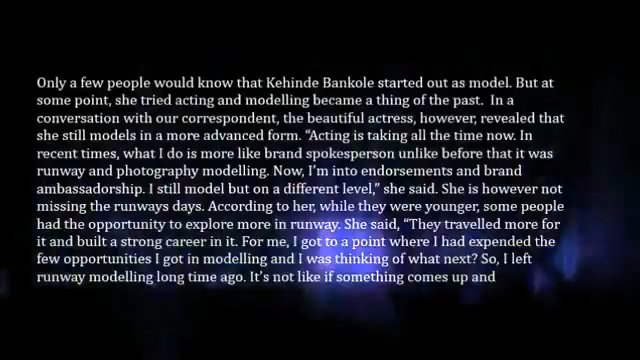 Only a few people would know that Kehinde Bankole started out as model. But at
some point, she tried acting and modelling became a thing of the past.  In a
conversation with our correspondent, the beautiful actress, however, revealed that
she still models in a more advanced form. “Acting is taking all the time now. In
recent times, what I do is more like brand spokesperson unlike before that it was
runway and photography modelling. Now, I’m into endorsements and brand
ambassadorship. I still model but on a different level,” she said. She is however not
missing the runways days. According to her, while they were younger, some people
had the opportunity to explore more in runway. She said, “They travelled more for
it and built a strong career in it. For me, I got to a point where I had expended the
few opportunities I got in modelling and I was thinking of what next? So, I left
runway modelling long time ago. It’s not like if something comes up and